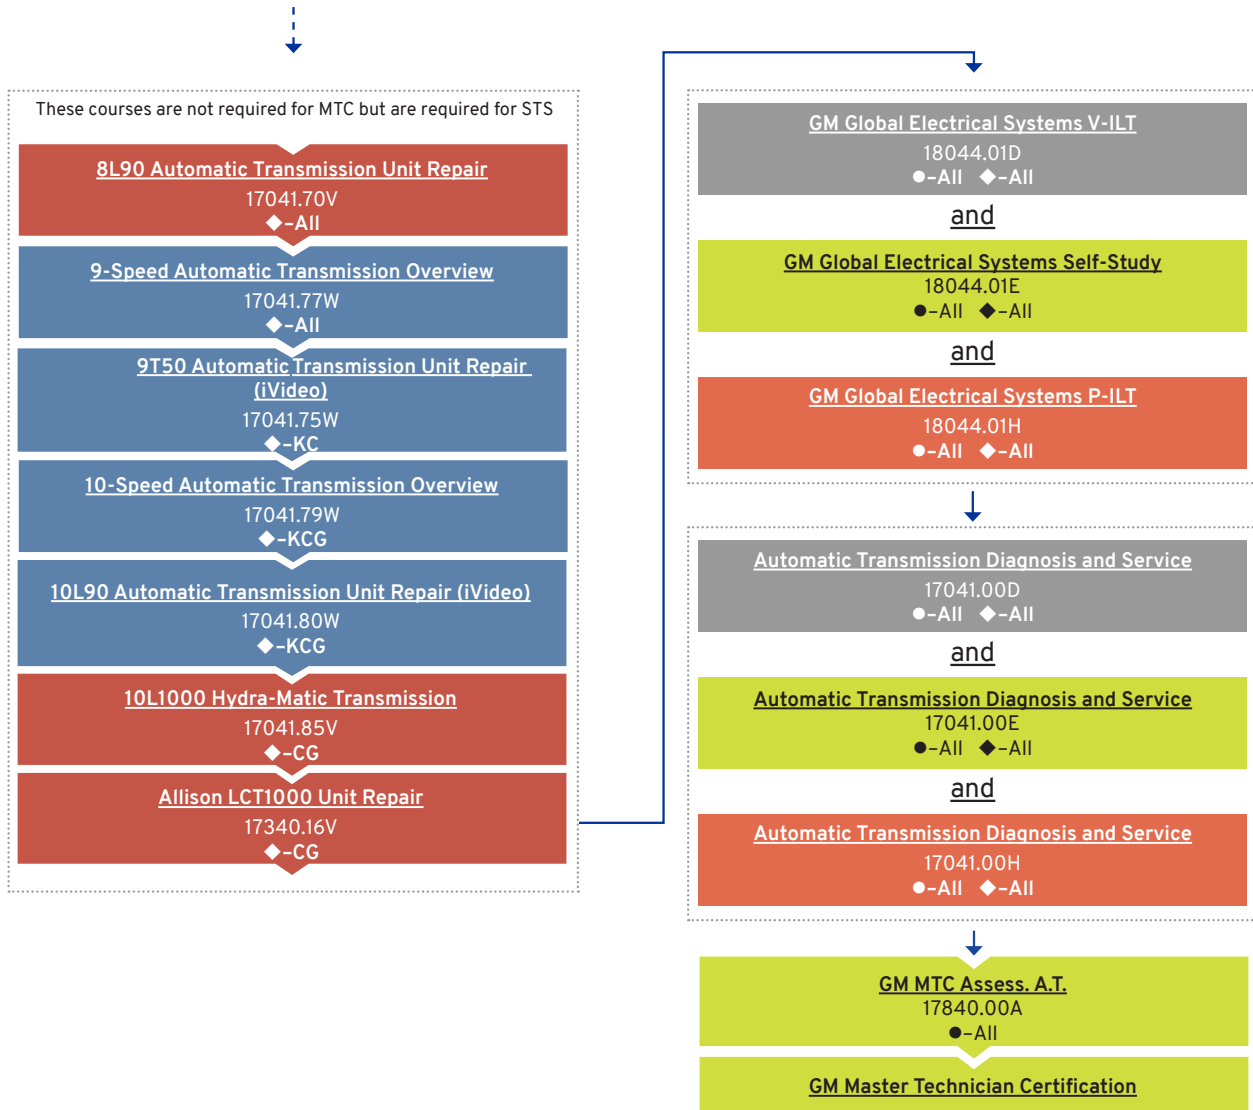 These courses are not required for MTC but are required for STS
8L90 Automatic Transmission Unit Repair
17041.70V
◆–All
9-Speed Automatic Transmission Overview
17041.77W
◆–All
9T50 Automatic Transmission Unit Repair
(iVideo)
17041.75W
◆–KC
10-Speed Automatic Transmission Overview
17041.79W
◆–KCG
10L90 Automatic Transmission Unit Repair (iVideo)
17041.80W
◆–KCG
10L1000 Hydra-Matic Transmission
17041.85V
◆–CG
Allison LCT1000 Unit Repair
17340.16V
◆–CG
GM Global Electrical Systems V-ILT
18044.01D
●–All ◆–All
and
GM Global Electrical Systems Self-Study
18044.01E
●–All ◆–All
and
GM Global Electrical Systems P-ILT
18044.01H
●–All ◆–All
Automatic Transmission Diagnosis and Service
17041.00D
●–All ◆–All
and
Automatic Transmission Diagnosis and Service
17041.00E
●–All ◆–All
and
Automatic Transmission Diagnosis and Service
17041.00H
●–All ◆–All
GM MTC Assess. A.T.
17840.00A
●–All
GM Master Technician Certification